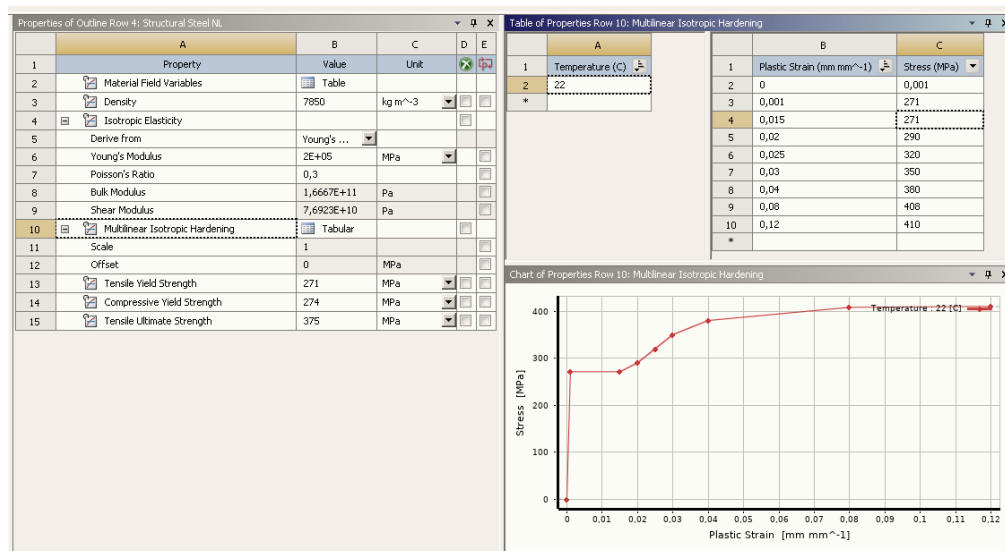 Properties of Outline Row 4: Structural Steel NL
A B C D E
1 Property Value Unit
2 Material Field Variables Table
3 Density 7850 kg m^-3
4 Isotropic Elasticity
5 Derive from Young's ...
6 Young's Modulus 2E+05 MPa
7 Poisson's Ratio 0,3
8 Bulk Modulus 1,6667E+11 Pa
9 Shear Modulus 7,6923E+10 Pa
10 Multilinear Isotropic Hardening Tabular
11 Scale 1
12 Offset 0 MPa
13 Tensile Yield Strength 271 MPa
14 Compressive Yield Strength 274 MPa
15 Tensile Ultimate Strength 375 MPa
Table of Properties Row 10: Multilinear Isotropic Hardening
A
1 Temperature (C)
2 22
*
B C
1 Plastic Strain (mm mm^-1) Stress (MPa)
2 0 0,001
3 0,001 271
4 0,015 271
5 0,02 290
6 0,025 320
7 0,03 350
8 0,04 380
9 0,08 408
10 0,12 410
*
Chart of Properties Row 10: Multilinear Isotropic Hardening
Temperature : 22 [C]
Stress [MPa]
400
300
200
100
0
0 0,01 0,02 0,03 0,04 0,05 0,06 0,07 0,08 0,09 0,1 0,11 0,12
Plastic Strain [mm mm^-1]